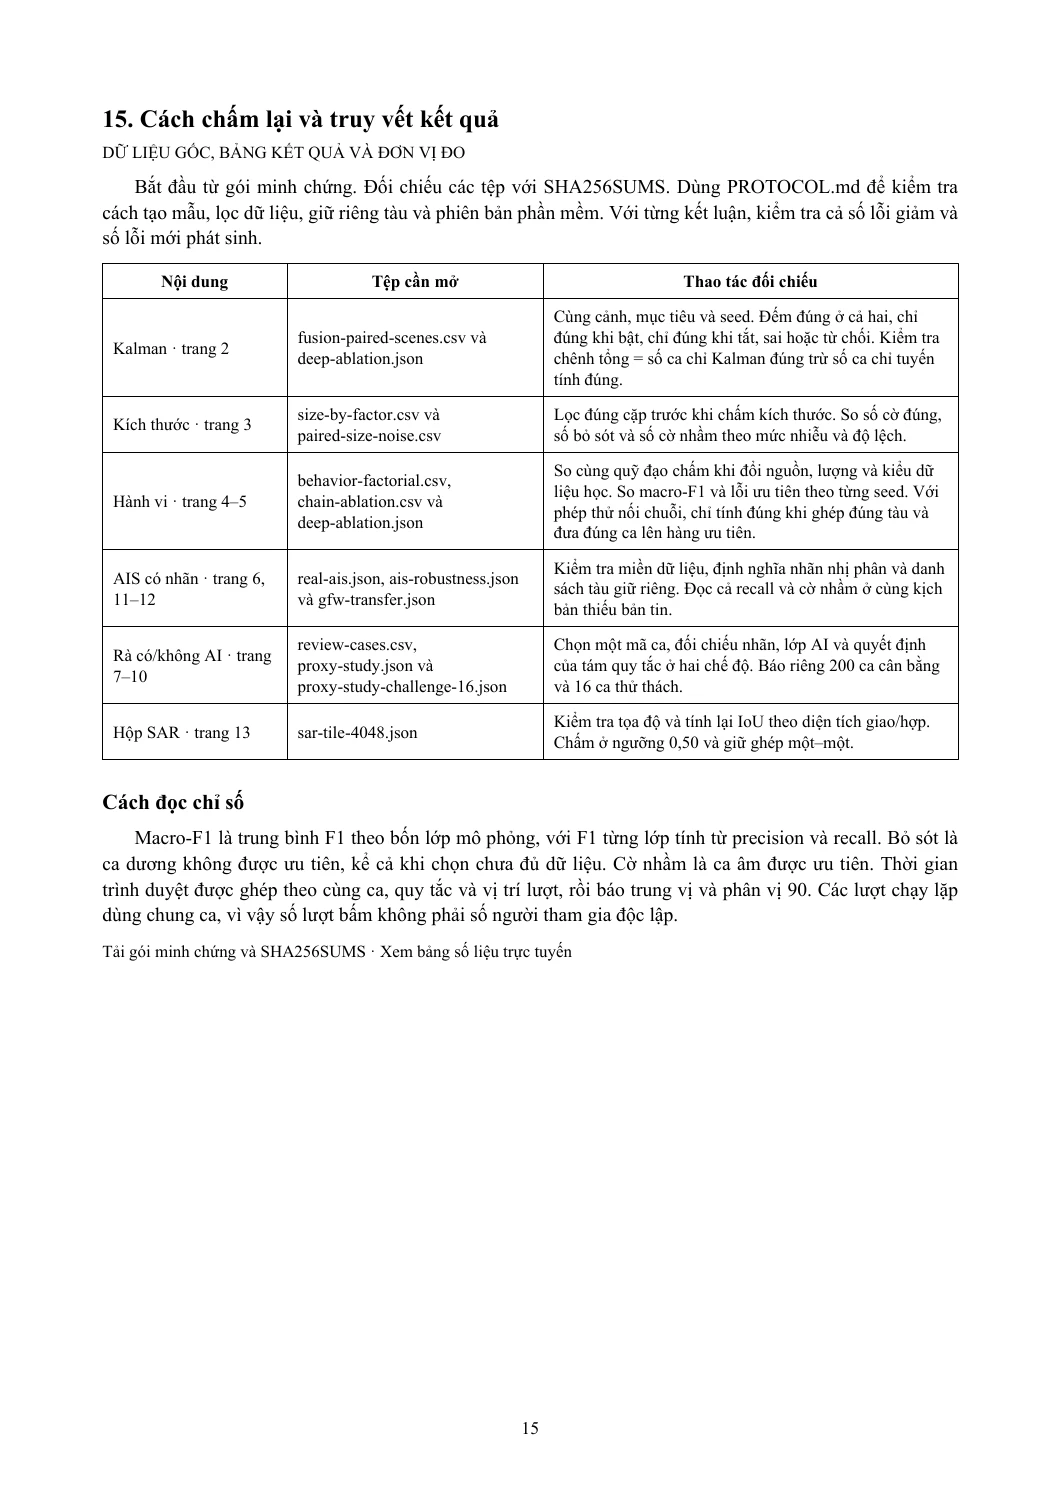 15. Cách chấm lại và truy vết kết quả
DỮ LIỆU GỐC, BẢNG KẾT QUẢ VÀ ĐƠN VỊ ĐO
Bắt đầu từ gói minh chứng. Đối chiếu các tệp với SHA256SUMS. Dùng PROTOCOL.md để kiểm tra
cách tạo mẫu, lọc dữ liệu, giữ riêng tàu và phiên bản phần mềm. Với từng kết luận, kiểm tra cả số lỗi giảm và
số lỗi mới phát sinh.
Nội dung
Tệp cần mở
Thao tác đối chiếu
Kalman · trang 2
fusion-paired-scenes.csv và
deep-ablation.json
Cùng cảnh, mục tiêu và seed. Đếm đúng ở cả hai, chỉ
đúng khi bật, chỉ đúng khi tắt, sai hoặc từ chối. Kiểm tra
chênh tổng = số ca chỉ Kalman đúng trừ số ca chỉ tuyến
tính đúng.
Kích thước · trang 3
size-by-factor.csv và
paired-size-noise.csv
Lọc đúng cặp trước khi chấm kích thước. So số cờ đúng,
số bỏ sót và số cờ nhầm theo mức nhiễu và độ lệch.
Hành vi · trang 4–5
behavior-factorial.csv,
chain-ablation.csv và
deep-ablation.json
So cùng quỹ đạo chấm khi đổi nguồn, lượng và kiểu dữ
liệu học. So macro-F1 và lỗi ưu tiên theo từng seed. Với
phép thử nối chuỗi, chỉ tính đúng khi ghép đúng tàu và
đưa đúng ca lên hàng ưu tiên.
AIS có nhãn · trang 6,
11–12
real-ais.json, ais-robustness.json
và gfw-transfer.json
Kiểm tra miền dữ liệu, định nghĩa nhãn nhị phân và danh
sách tàu giữ riêng. Đọc cả recall và cờ nhầm ở cùng kịch
bản thiếu bản tin.
Rà có/không AI · trang
7–10
review-cases.csv,
proxy-study.json và
proxy-study-challenge-16.json
Chọn một mã ca, đối chiếu nhãn, lớp AI và quyết định
của tám quy tắc ở hai chế độ. Báo riêng 200 ca cân bằng
và 16 ca thử thách.
Hộp SAR · trang 13
sar-tile-4048.json
Kiểm tra tọa độ và tính lại IoU theo diện tích giao/hợp.
Chấm ở ngưỡng 0,50 và giữ ghép một–một.
Cách đọc chỉ số
Macro-F1 là trung bình F1 theo bốn lớp mô phỏng, với F1 từng lớp tính từ precision và recall. Bỏ sót là
ca dương không được ưu tiên, kể cả khi chọn chưa đủ dữ liệu. Cờ nhầm là ca âm được ưu tiên. Thời gian
trình duyệt được ghép theo cùng ca, quy tắc và vị trí lượt, rồi báo trung vị và phân vị 90. Các lượt chạy lặp
dùng chung ca, vì vậy số lượt bấm không phải số người tham gia độc lập.
Tải gói minh chứng và SHA256SUMS · Xem bảng số liệu trực tuyến
15